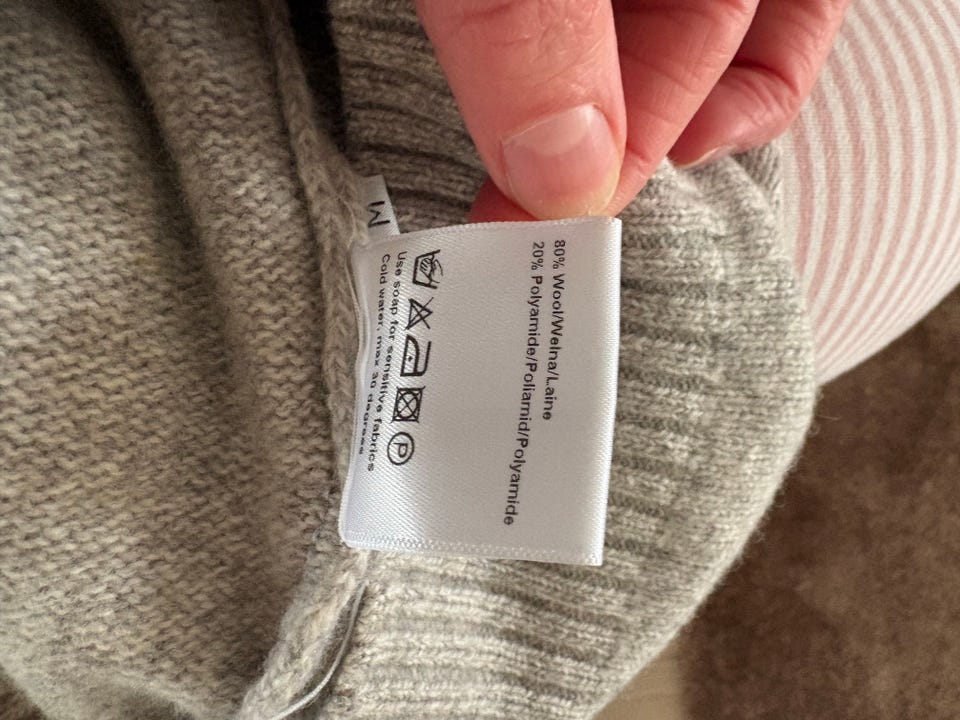 80% Wool/Wełna/Laine
20% Polyamide/Poliamid/Polyamide
P
Use soap for sensitive fabrics
Cold water, max 30 degrees
M